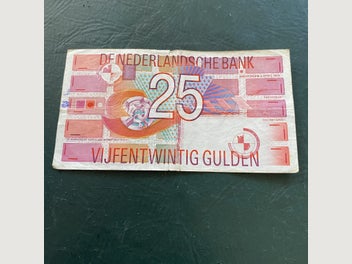 DE NEDERLANDSCHE BANK
25
VIJFENTWINTIG GULDEN